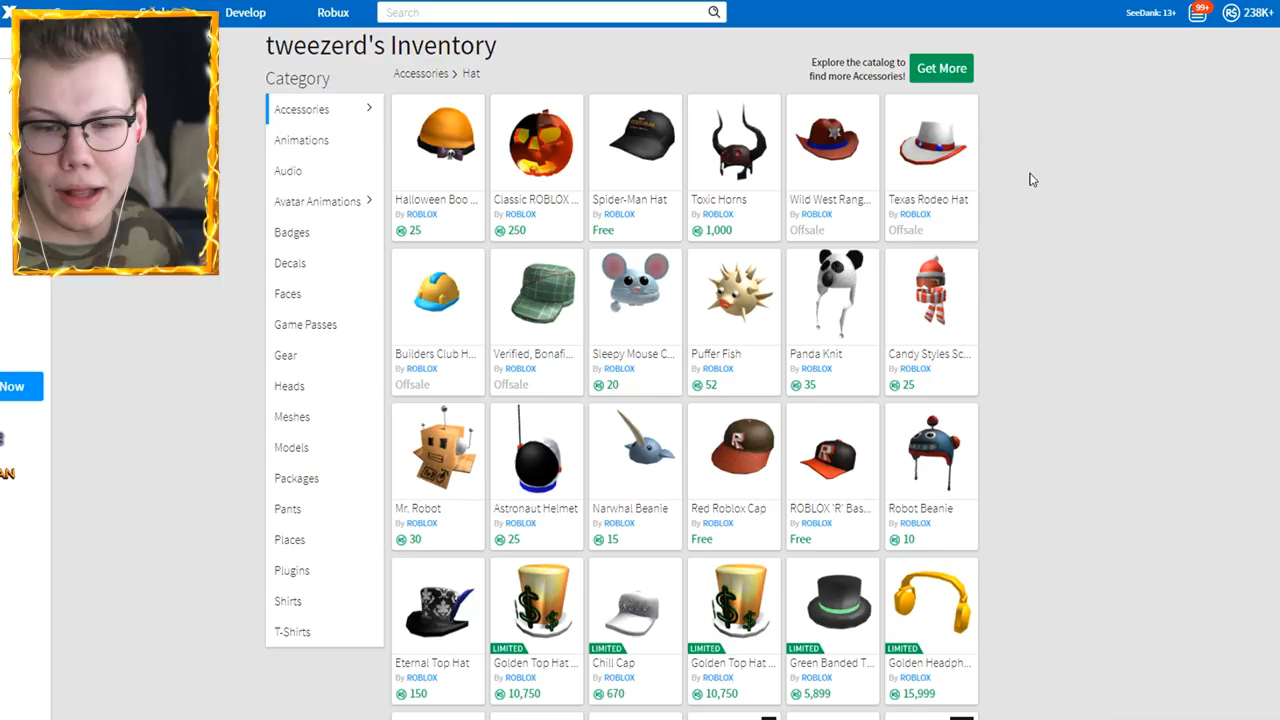 Develop
Robux
Search
SeeDank: 13+
99+
R$ 238K+
tweezerd's Inventory
Category
Accessories > Hat
Explore the catalog to
find more Accessories!
Get More
Accessories
Animations
Audio
Avatar Animations
Badges
Decals
Faces
Game Passes
Gear
Heads
Meshes
Models
Packages
Pants
Places
Plugins
Shirts
T-Shirts
Now
AN
Halloween Boo ...
By ROBLOX
25
Classic ROBLOX ...
By ROBLOX
250
Spider-Man Hat
By ROBLOX
Free
Toxic Horns
By ROBLOX
1,000
Wild West Rang...
By ROBLOX
Offsale
Texas Rodeo Hat
By ROBLOX
Offsale
Builders Club H...
By ROBLOX
Offsale
Verified, Bonafi...
By ROBLOX
Offsale
Sleepy Mouse C...
By ROBLOX
20
Puffer Fish
By ROBLOX
52
Panda Knit
By ROBLOX
35
Candy Styles Sc...
By ROBLOX
25
Mr. Robot
By ROBLOX
30
Astronaut Helmet
By ROBLOX
25
Narwhal Beanie
By ROBLOX
15
Red Roblox Cap
By ROBLOX
Free
ROBLOX 'R' Bas...
By ROBLOX
Free
Robot Beanie
By ROBLOX
10
Eternal Top Hat
By ROBLOX
150
LIMITED
Golden Top Hat ...
By ROBLOX
10,750
LIMITED
Chill Cap
By ROBLOX
670
LIMITED
Golden Top Hat ...
By ROBLOX
10,750
LIMITED
Green Banded T...
By ROBLOX
5,899
LIMITED
Golden Headph...
By ROBLOX
15,999